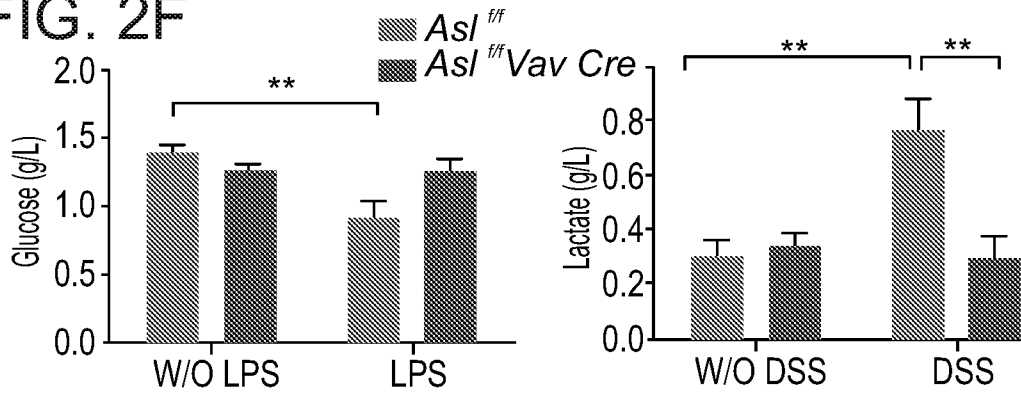 FIG. 2F
Asl f/f
Asl f/f Vav Cre
Glucose (g/L)
2.0
1.5
1.0
0.5
0.0
**
W/O LPS
LPS
Lactate (g/L)
0.8
0.6
0.4
0.2
0.0
**
**
W/O DSS
DSS